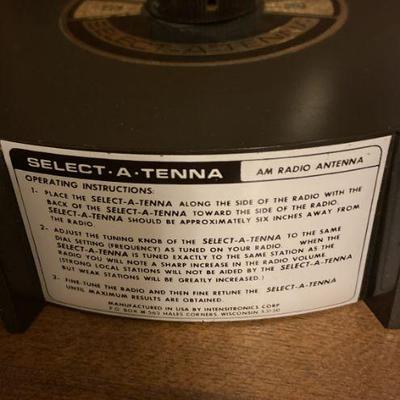 SELECT-A-TENNA
SELECT·A·TENNA
AM RADIO ANTENNA
OPERATING INSTRUCTIONS:
1- PLACE THE SELECT-A-TENNA ALONG THE SIDE OF THE RADIO WITH THE
BACK OF THE SELECT-A-TENNA TOWARD THE SIDE OF THE RADIO.
SELECT-A-TENNA SHOULD BE APPROXIMATELY SIX INCHES AWAY FROM
THE RADIO.
2- ADJUST THE TUNING KNOB OF THE SELECT-A-TENNA TO THE SAME
DIAL SETTING (FREQUENCY) AS TUNED ON YOUR RADIO. WHEN THE
SELECT-A-TENNA IS TUNED EXACTLY TO THE SAME STATION AS THE
RADIO YOU WILL NOTE A SHARP INCREASE IN THE RADIO VOLUME.
(STRONG LOCAL STATIONS WILL NOT BE AIDED BY THE SELECT-A-TENNA
BUT WEAK STATIONS WILL BE GREATLY INCREASED.)
3- FINE-TUNE THE RADIO AND THEN FINE RETUNE THE SELECT-A-TENNA
UNTIL MAXIMUM RESULTS ARE OBTAINED.
MANUFACTURED IN USA BY INTENSITRONICS CORP.
P.O. BOX HALES CORNERS, WISCONSIN 53130